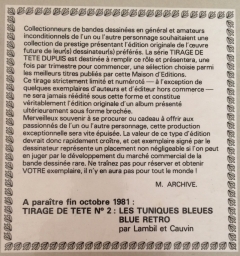 Collectionneurs de bandes dessinées en général et amateurs
inconditionnels de l'un ou l'autre personnage souhaitaient une
collection de prestige présentant l'édition originale de l'œuvre
future de leur(s) dessinateur(s) préféré(s). La série TIRAGE DE
TETE DUPUIS est destinée à remplir ce rôle et présentera, une
fois par trimestre pour commencer, une sélection choisie parmi
les meilleurs titres publiés par cette Maison d'Editions.
Ce tirage strictement limité et numéroté — à l'exception de
quelques exemplaires d'auteurs et d'éditeur hors commerce —
ne sera jamais réédité sous cette forme et constitue
véritablement l'édition originale d'un album présenté
ultérieurement sous forme brochée.
Merveilleux souvenir à se procurer ou cadeau à offrir aux
passionnés de l'un ou l'autre personnage, cette production
exceptionnelle sera vite épuisée. La valeur de ce type d'édition
devrait donc rapidement croître, et cet exemplaire signé par le
dessinateur représente un placement non négligeable si l'on peut
en juger par le développement du marché commercial de la
bande dessinée rare. Ne traînez pas pour réserver et obtenir
VOTRE exemplaire, il n'y en aura pas pour tout le monde !
M. ARCHIVE.
A paraître fin octobre 1981 :
TIRAGE DE TETE N° 2 : LES TUNIQUES BLEUES
BLUE RETRO
par Lambil et Cauvin